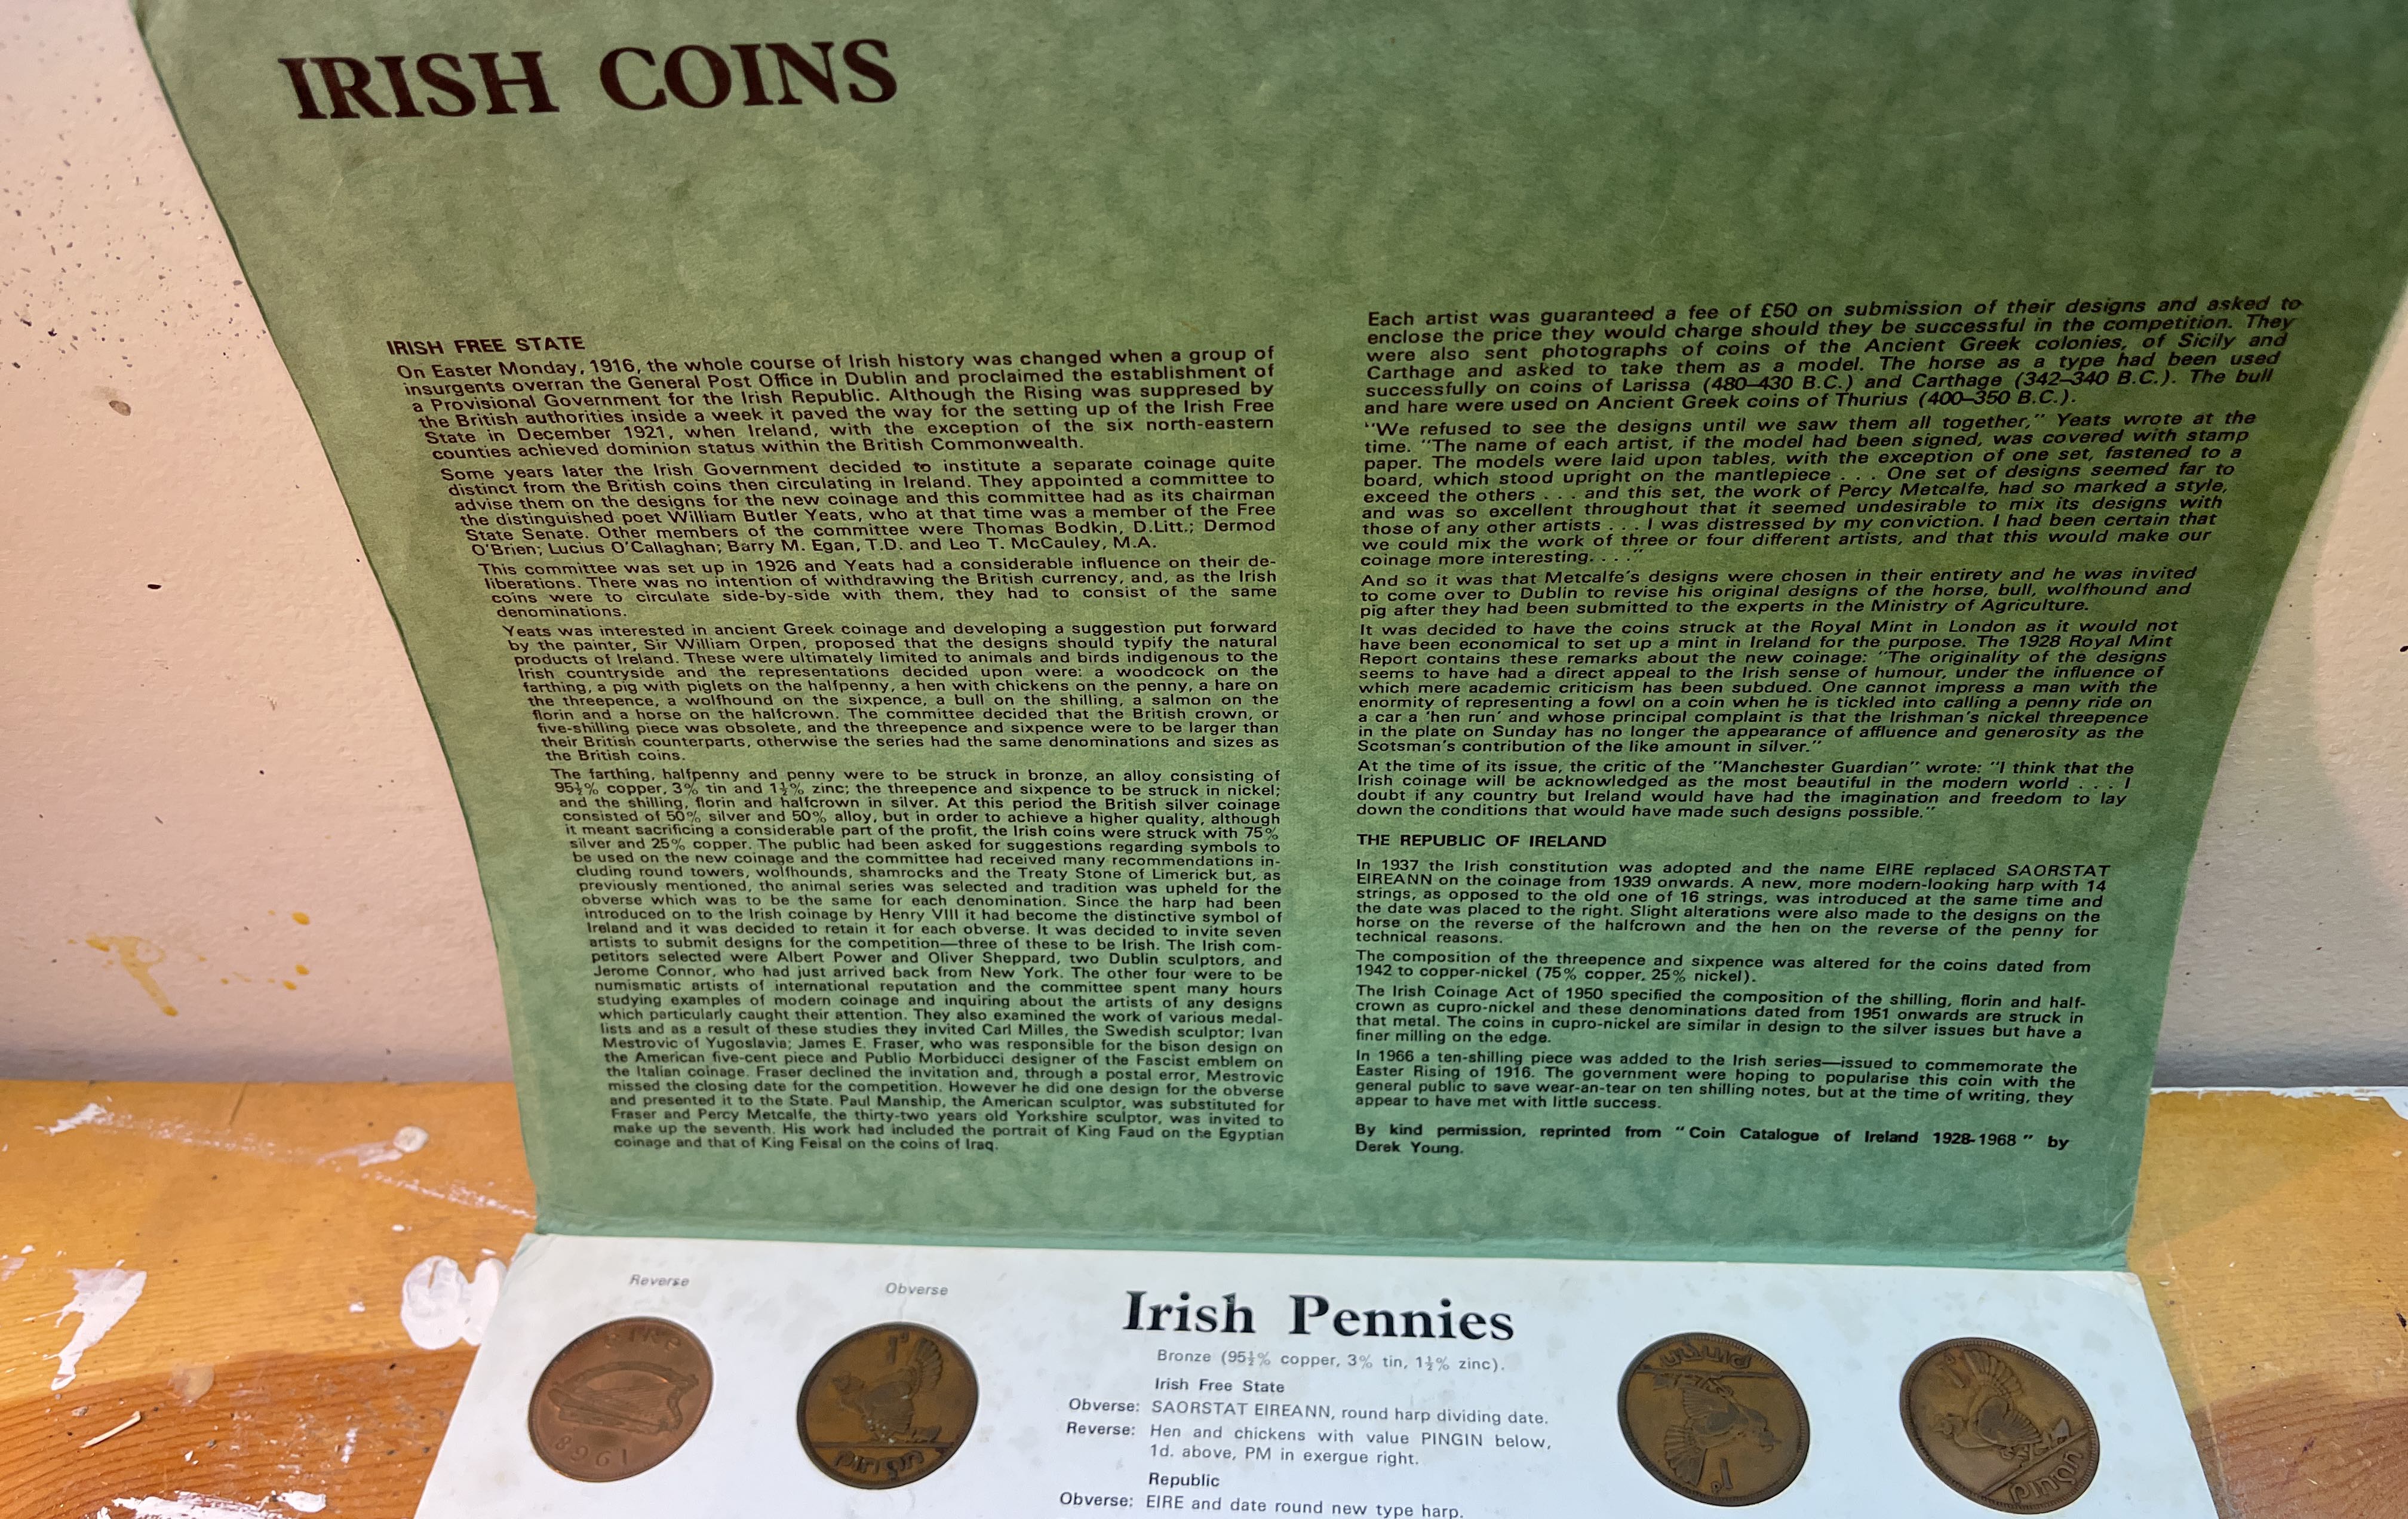 IRISH COINS
IRISH FREE STATE
On Easter Monday, 1916, the whole course of Irish history was changed when a group of
insurgents overran the General Post Office in Dublin and proclaimed the establishment of
a Provisional Government for the Irish Republic. Although the Rising was suppresed by
the British authorities inside a week it paved the way for the setting up of the Irish Free
State in December 1921, when Ireland, with the exception of the six north-eastern
counties achieved dominion status within the British Commonwealth.
Some years later the Irish Government decided to institute a separate coinage quite
distinct from the British coins then circulating in Ireland. They appointed a committee to
advise them on the designs for the new coinage and this committee had as its chairman
the distinguished poet William Butler Yeats, who at that time was a member of the Free
State Senate. Other members of the committee were Thomas Bodkin, D.Litt.; Dermod
O'Brien; Lucius O'Callaghan; Barry M. Egan, T.D. and Leo T. McCauley, M.A.
This committee was set up in 1926 and Yeats had a considerable influence on their de-
liberations. There was no intention of withdrawing the British currency, and, as the Irish
coins were to circulate side-by-side with them, they had to consist of the same
denominations.
Yeats was interested in ancient Greek coinage and developing a suggestion put forward
by the painter, Sir William Orpen, proposed that the designs should typify the natural
products of Ireland. These were ultimately limited to animals and birds indigenous to the
Irish countryside and the representations decided upon were: a woodcock on the
farthing, a pig with piglets on the halfpenny, a hen with chickens on the penny, a hare on
the threepence, a wolfhound on the sixpence, a bull on the shilling, a salmon on the
florin and a horse on the halfcrown. The committee decided that the British crown, or
five-shilling piece was obsolete, and the threepence and sixpence were to be larger than
their British counterparts, otherwise the series had the same denominations and sizes as
the British coins.
The farthing, halfpenny and penny were to be struck in bronze, an alloy consisting of
95½% copper, 3% tin and 1½% zinc; the threepence and sixpence to be struck in nickel;
and the shilling, florin and halfcrown in silver. At this period the British silver coinage
consisted of 50% silver and 50% alloy, but in order to achieve a higher quality, although
it meant sacrificing a considerable part of the profit, the Irish coins were struck with 75%
silver and 25% copper. The public had been asked for suggestions regarding symbols to
be used on the new coinage and the committee had received many recommendations in-
cluding round towers, wolfhounds, shamrocks and the Treaty Stone of Limerick but, as
previously mentioned, the animal series was selected and tradition was upheld for the
obverse which was to be the same for each denomination. Since the harp had been
introduced on to the Irish coinage by Henry VIII it had become the distinctive symbol of
Ireland and it was decided to retain it for each obverse. It was decided to invite seven
artists to submit designs for the competition—three of these to be Irish. The Irish com-
petitors selected were Albert Power and Oliver Sheppard, two Dublin sculptors, and
Jerome Connor, who had just arrived back from New York. The other four were to be
numismatic artists of international reputation and the committee spent many hours
studying examples of modern coinage and inquiring about the artists of any designs
which particularly caught their attention. They also examined the work of various medal-
lists and as a result of these studies they invited Carl Milles, the Swedish sculptor; Ivan
Mestrovic of Yugoslavia; James E. Fraser, who was responsible for the bison design on
the American five-cent piece and Publio Morbiducci designer of the Fascist emblem on
the Italian coinage. Fraser declined the invitation and, through a postal error, Mestrovic
missed the closing date for the competition. However he did one design for the obverse
and presented it to the State. Paul Manship, the American sculptor, was substituted for
Fraser and Percy Metcalfe, the thirty-two years old Yorkshire sculptor, was invited to
make up the seventh. His work had included the portrait of King Faud on the Egyptian
coinage and that of King Feisal on the coins of Iraq.
Each artist was guaranteed a fee of £50 on submission of their designs and asked to
enclose the price they would charge should they be successful in the competition. They
were also sent photographs of coins of the Ancient Greek colonies, of Sicily and
Carthage and asked to take them as a model. The horse as a type had been used
successfully on coins of Larissa (480–430 B.C.) and Carthage (342–340 B.C.). The bull
and hare were used on Ancient Greek coins of Thurius (400–350 B.C.).
"We refused to see the designs until we saw them all together," Yeats wrote at the
time. "The name of each artist, if the model had been signed, was covered with stamp
paper. The models were laid upon tables, with the exception of one set, fastened to a
board, which stood upright on the mantlepiece . . . One set of designs seemed far to
exceed the others . . . and this set, the work of Percy Metcalfe, had so marked a style,
and was so excellent throughout that it seemed undesirable to mix its designs with
those of any other artists . . . I was distressed by my conviction. I had been certain that
we could mix the work of three or four different artists, and that this would make our
coinage more interesting. . . ."
And so it was that Metcalfe's designs were chosen in their entirety and he was invited
to come over to Dublin to revise his original designs of the horse, bull, wolfhound and
pig after they had been submitted to the experts in the Ministry of Agriculture.
It was decided to have the coins struck at the Royal Mint in London as it would not
have been economical to set up a mint in Ireland for the purpose. The 1928 Royal Mint
Report contains these remarks about the new coinage: "The originality of the designs
seems to have had a direct appeal to the Irish sense of humour, under the influence of
which mere academic criticism has been subdued. One cannot impress a man with the
enormity of representing a fowl on a coin when he is tickled into calling a penny ride on
a car a 'hen run' and whose principal complaint is that the Irishman's nickel threepence
in the plate on Sunday has no longer the appearance of affluence and generosity as the
Scotsman's contribution of the like amount in silver."
At the time of its issue, the critic of the "Manchester Guardian" wrote: "I think that the
Irish coinage will be acknowledged as the most beautiful in the modern world . . . I
doubt if any country but Ireland would have had the imagination and freedom to lay
down the conditions that would have made such designs possible."
THE REPUBLIC OF IRELAND
In 1937 the Irish constitution was adopted and the name EIRE replaced SAORSTAT
EIREANN on the coinage from 1939 onwards. A new, more modern-looking harp with 14
strings, as opposed to the old one of 16 strings, was introduced at the same time and
the date was placed to the right. Slight alterations were also made to the designs on the
horse on the reverse of the halfcrown and the hen on the reverse of the penny for
technical reasons.
The composition of the threepence and sixpence was altered for the coins dated from
1942 to copper-nickel (75% copper, 25% nickel).
The Irish Coinage Act of 1950 specified the composition of the shilling, florin and half-
crown as cupro-nickel and these denominations dated from 1951 onwards are struck in
that metal. The coins in cupro-nickel are similar in design to the silver issues but have a
finer milling on the edge.
In 1966 a ten-shilling piece was added to the Irish series—issued to commemorate the
Easter Rising of 1916. The government were hoping to popularise this coin with the
general public to save wear-an-tear on ten shilling notes, but at the time of writing, they
appear to have met with little success.
By kind permission, reprinted from "Coin Catalogue of Ireland 1928-1968" by
Derek Young.
Reverse
Obverse
EIRE
1968
1d
pingin
Irish Pennies
Bronze (95½% copper, 3% tin, 1½% zinc).
Irish Free State
Obverse: SAORSTAT EIREANN, round harp dividing date.
Reverse: Hen and chickens with value PINGIN below,
1d. above, PM in exergue right.
Republic
Obverse: EIRE and date round new type harp.
pingin
1d
1d
pingin